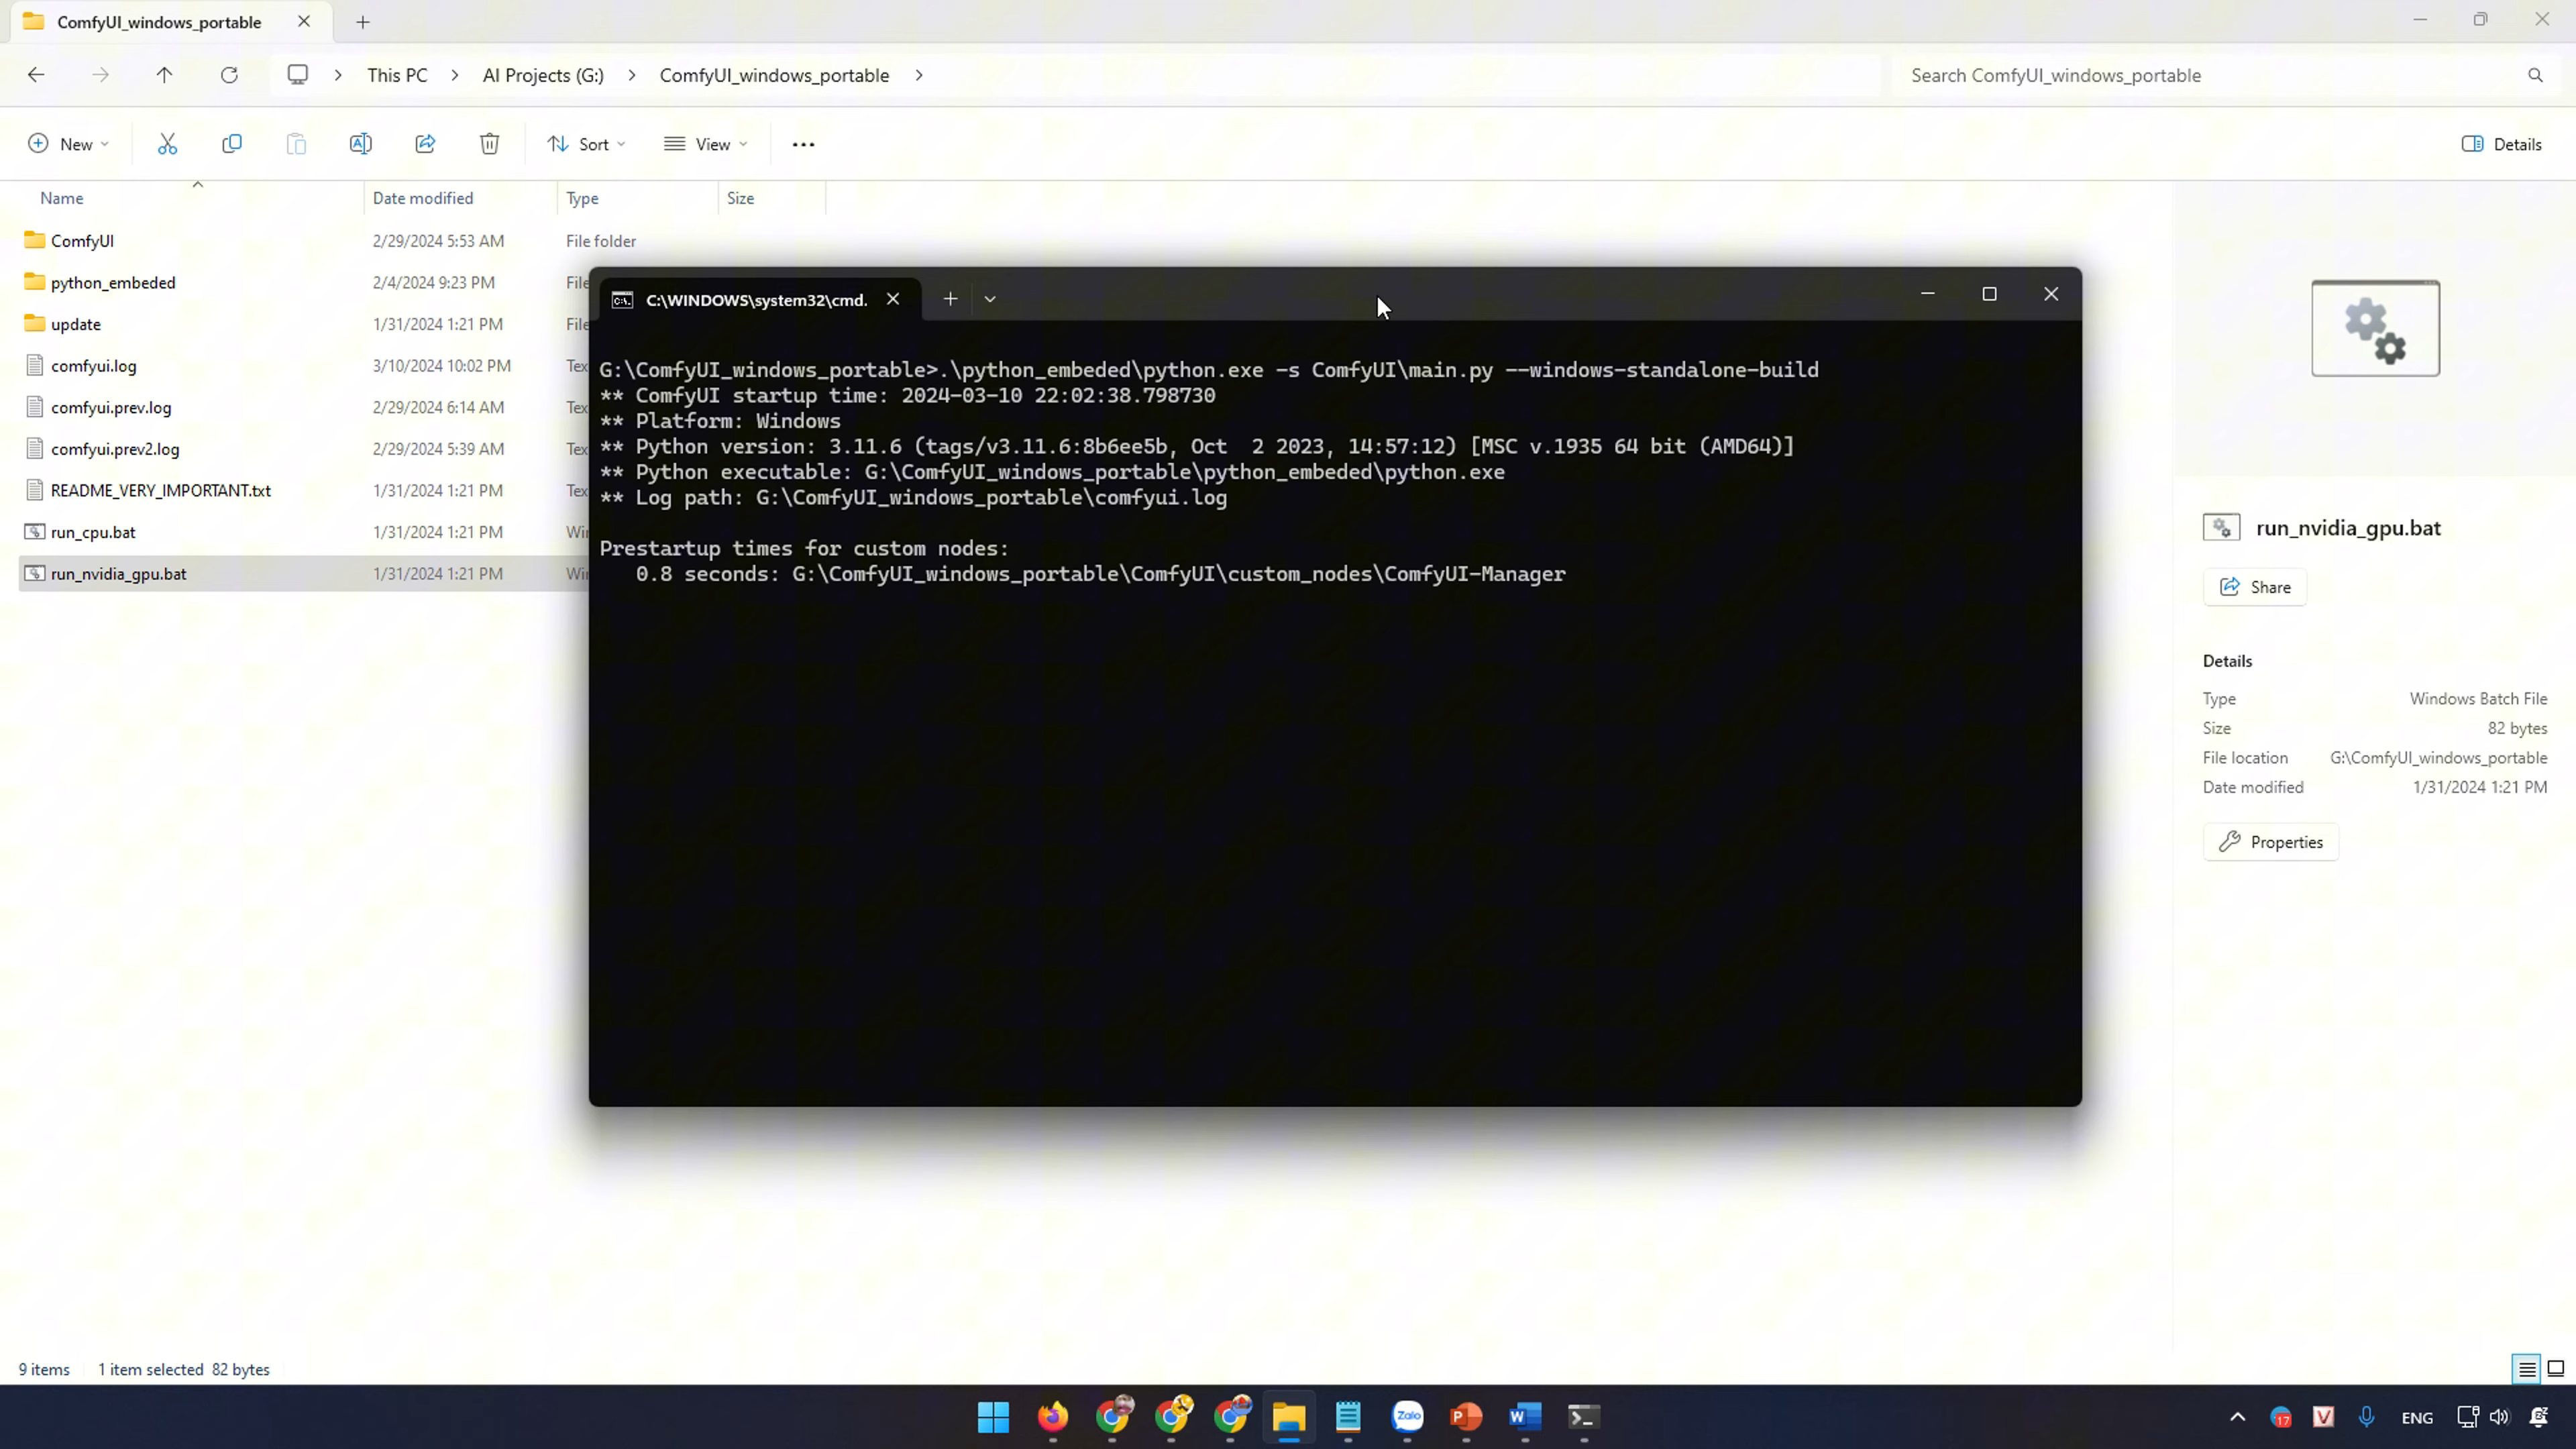 ComfyUI_windows_portable
This PC
AI Projects (G:)
ComfyUI_windows_portable
Search ComfyUI_windows_portable
New
Sort
View
Details
Name
Date modified
Type
Size
ComfyUI
2/29/2024 5:53 AM
File folder
python_embeded
2/4/2024 9:23 PM
File
update
1/31/2024 1:21 PM
File
comfyui.log
3/10/2024 10:02 PM
Tex
comfyui.prev.log
2/29/2024 6:14 AM
Tex
comfyui.prev2.log
2/29/2024 5:39 AM
Tex
README_VERY_IMPORTANT.txt
1/31/2024 1:21 PM
Tex
run_cpu.bat
1/31/2024 1:21 PM
Win
run_nvidia_gpu.bat
1/31/2024 1:21 PM
Win
C:\WINDOWS\system32\cmd.
G:\ComfyUI_windows_portable>.\python_embeded\python.exe -s ComfyUI\main.py --windows-standalone-build
** ComfyUI startup time: 2024-03-10 22:02:38.798730
** Platform: Windows
** Python version: 3.11.6 (tags/v3.11.6:8b6ee5b, Oct  2 2023, 14:57:12) [MSC v.1935 64 bit (AMD64)]
** Python executable: G:\ComfyUI_windows_portable\python_embeded\python.exe
** Log path: G:\ComfyUI_windows_portable\comfyui.log
Prestartup times for custom nodes:
0.8 seconds: G:\ComfyUI_windows_portable\ComfyUI\custom_nodes\ComfyUI-Manager
run_nvidia_gpu.bat
Share
Details
Type
Windows Batch File
Size
82 bytes
File location
G:\ComfyUI_windows_portable
Date modified
1/31/2024 1:21 PM
Properties
9 items
1 item selected 82 bytes
Zalo
17
V
ENG